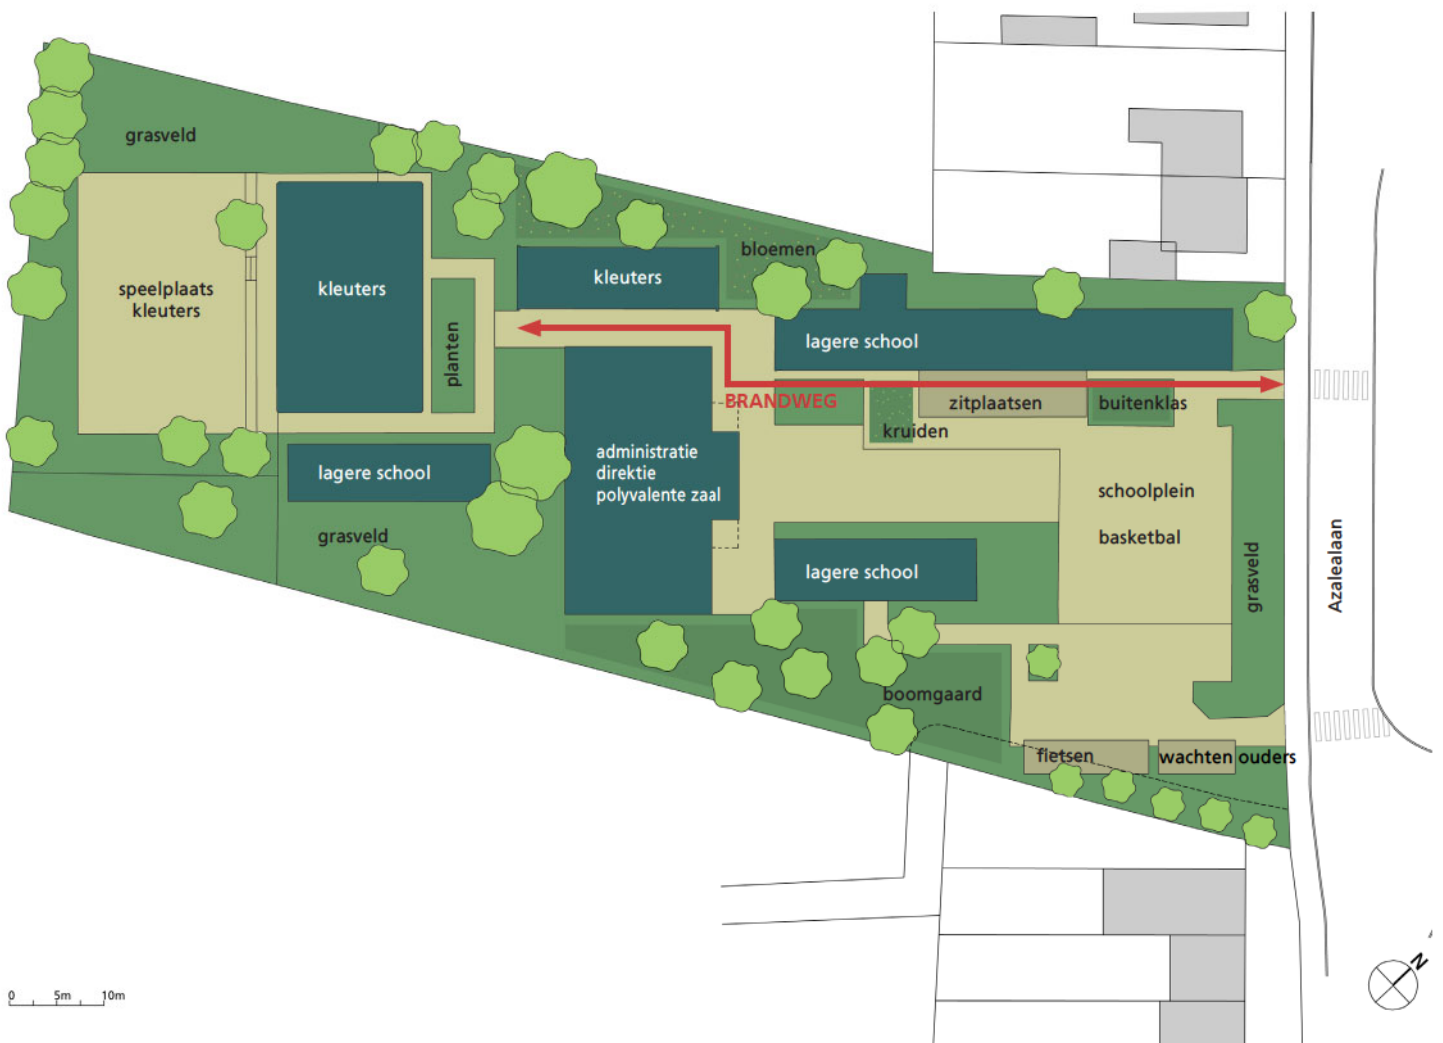 grasveld
bloemen
kleuters
kleuters
speelplaats
kleuters
planten
lagere school
BRANDWEG
zitplaatsen
buitenklas
kruiden
administratie
direktie
polyvalente zaal
lagere school
schoolplein
basketbal
grasveld
lagere school
grasveld
Azalealaan
boomgaard
fietsen
wachten ouders
N
0 5m 10m